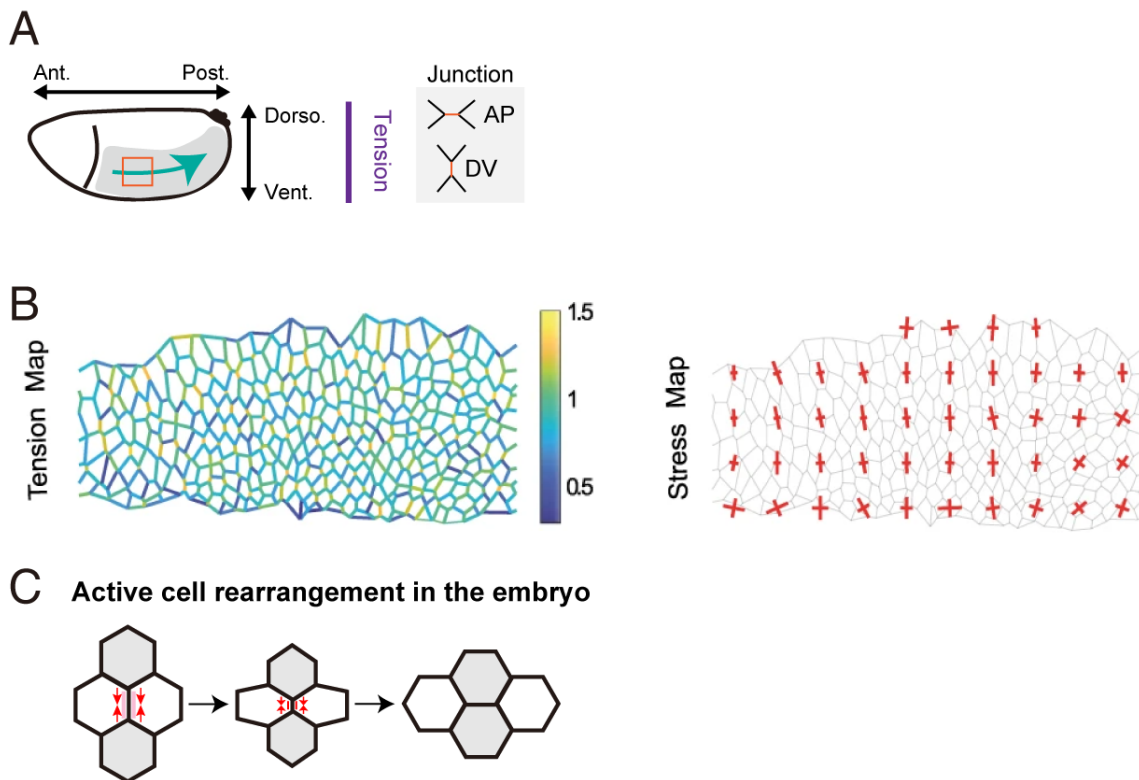 A
Ant.
Post.
Dorso.
Vent.
Tension
Junction
AP
DV
B
Tension Map
1.5
1
0.5
Stress Map
C
Active cell rearrangement in the embryo